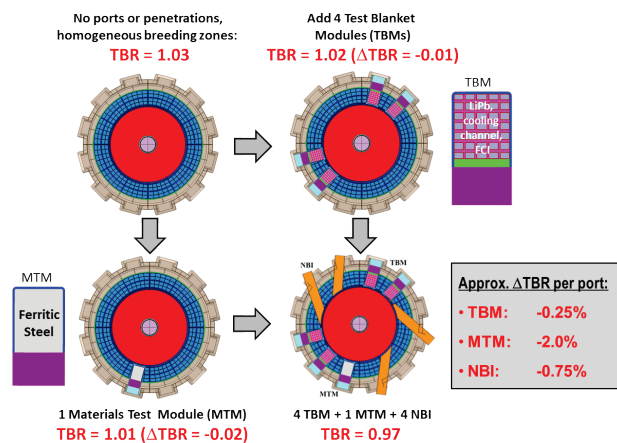 No ports or penetrations,
homogeneous breeding zones:
TBR = 1.03
Add 4 Test Blanket
Modules (TBMs)
TBR = 1.02 (ΔTBR = -0.01)
TBM
LiPb,
cooling
channel,
FCI
MTM
Ferritic
Steel
NBI
TBM
MTM
Approx. ΔTBR per port:
• TBM: -0.25%
• MTM: -2.0%
• NBI: -0.75%
1 Materials Test Module (MTM)
TBR = 1.01 (ΔTBR = -0.02)
4 TBM + 1 MTM + 4 NBI
TBR = 0.97